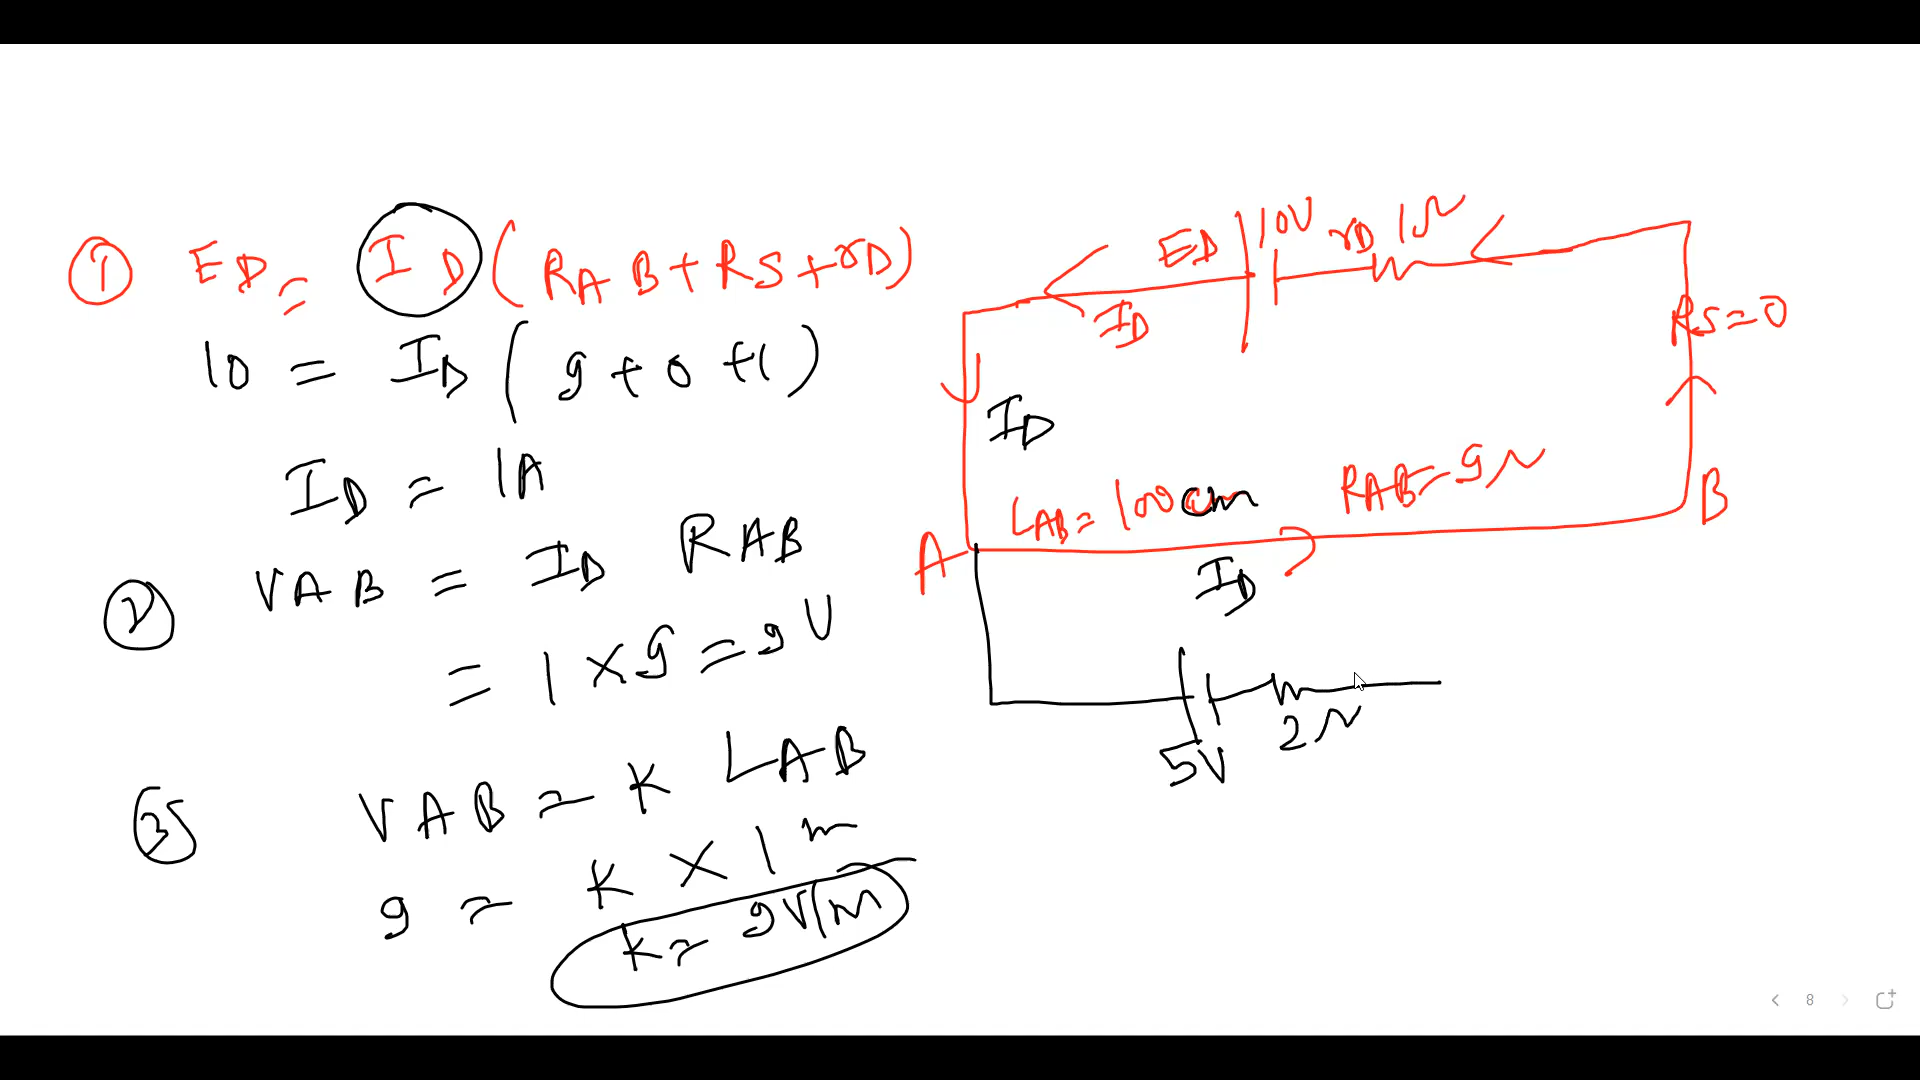 ① ED = ID (RAB + RS + rD)
10 = ID (9 + 0 + 1)
ID = 1A
② VAB = ID RAB
= 1 × 9 = 9V
③ VAB = K LAB
9 = K × 1m
K = 9V/m
ED 10V rD 1Ω
ID
RS = 0
ID
LAB = 100 cm RAB = 9Ω
A B
ID
5V 2Ω
8